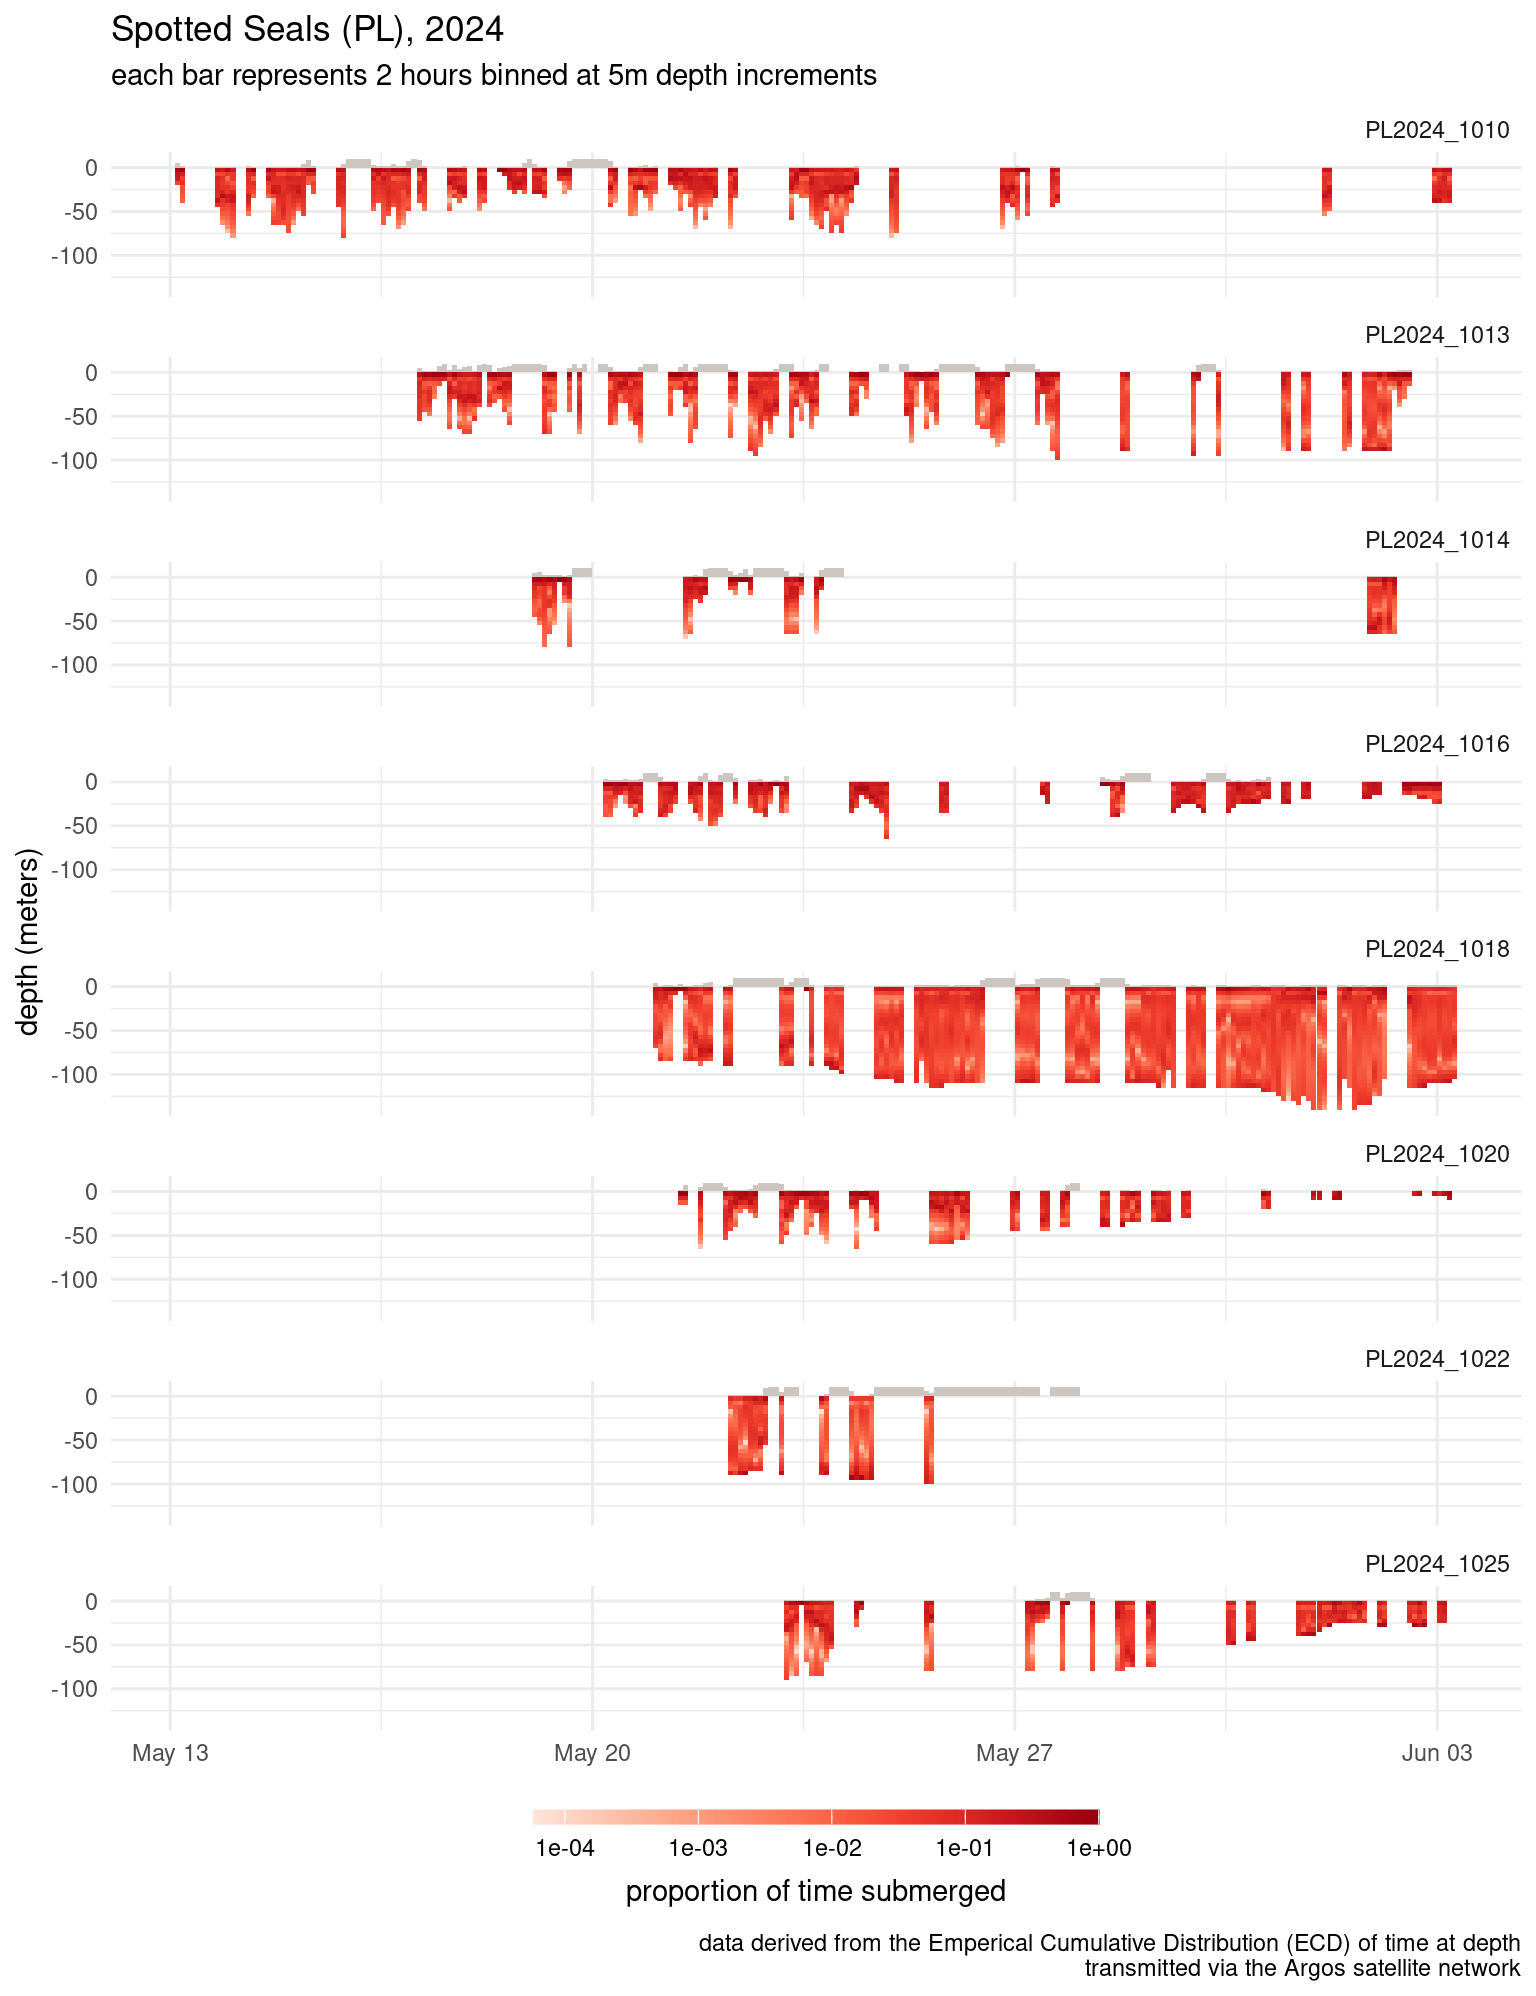 Spotted Seals (PL), 2024
each bar represents 2 hours binned at 5m depth increments
PL2024_1010
0
-50
-100
PL2024_1013
0
-50
-100
PL2024_1014
0
-50
-100
PL2024_1016
0
-50
-100
depth (meters)
PL2024_1018
0
-50
-100
PL2024_1020
0
-50
-100
PL2024_1022
0
-50
-100
PL2024_1025
0
-50
-100
May 13 May 20 May 27 Jun 03
1e-04 1e-03 1e-02 1e-01 1e+00
proportion of time submerged
data derived from the Emperical Cumulative Distribution (ECD) of time at depth
transmitted via the Argos satellite network